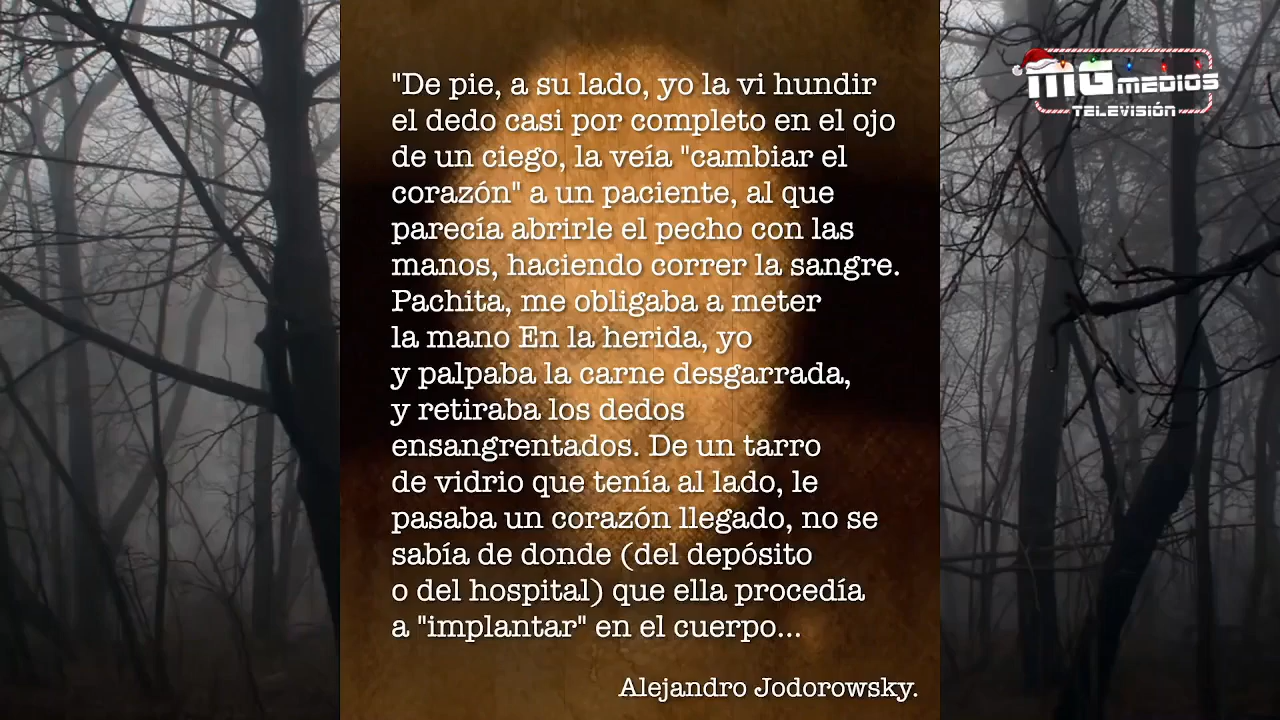 "De pie, a su lado, yo la vi hundir
el dedo casi por completo en el ojo
de un ciego, la veía "cambiar el
corazón" a un paciente, al que
parecía abrirle el pecho con las
manos, haciendo correr la sangre.
Pachita, me obligaba a meter
la mano En la herida, yo
y palpaba la carne desgarrada,
y retiraba los dedos
ensangrentados. De un tarro
de vidrio que tenía al lado, le
pasaba un corazón llegado, no se
sabía de donde (del depósito
o del hospital) que ella procedía
a "implantar" en el cuerpo...
Alejandro Jodorowsky.
MG MEDIOS
TELEVISIÓN